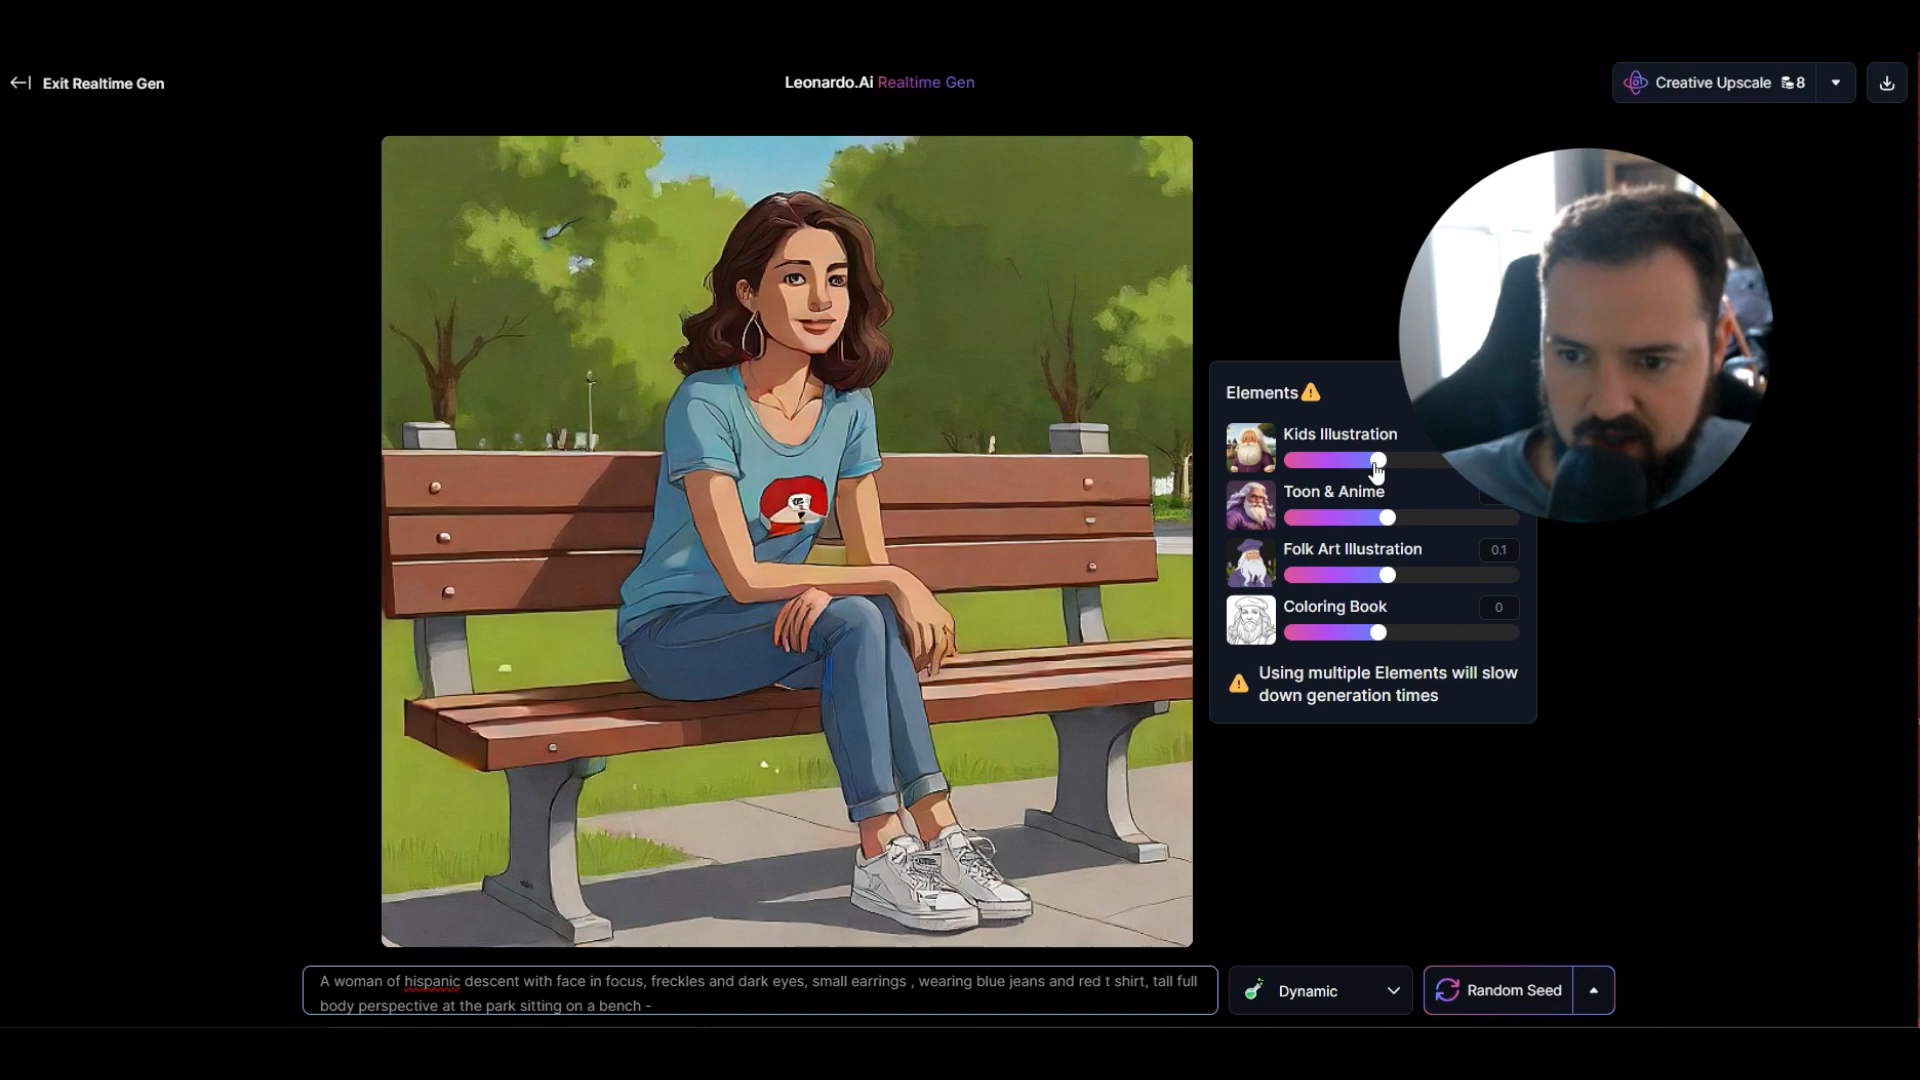 Exit Realtime Gen
Leonardo.Ai Realtime Gen
Creative Upscale 8
Elements
Kids Illustration
Toon & Anime
Folk Art Illustration 0.1
Coloring Book 0
Using multiple Elements will slow
down generation times
A woman of hispanic descent with face in focus, freckles and dark eyes, small earrings , wearing blue jeans and red t shirt, tall full
body perspective at the park sitting on a bench -
Dynamic
Random Seed